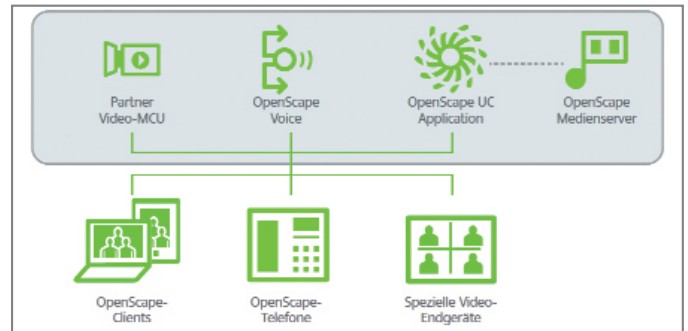 Partner
Video-MCU
OpenScape
Voice
OpenScape UC
Application
OpenScape
Medienserver
OpenScape-
Clients
OpenScape-
Telefone
Spezielle Video-
Endgeräte